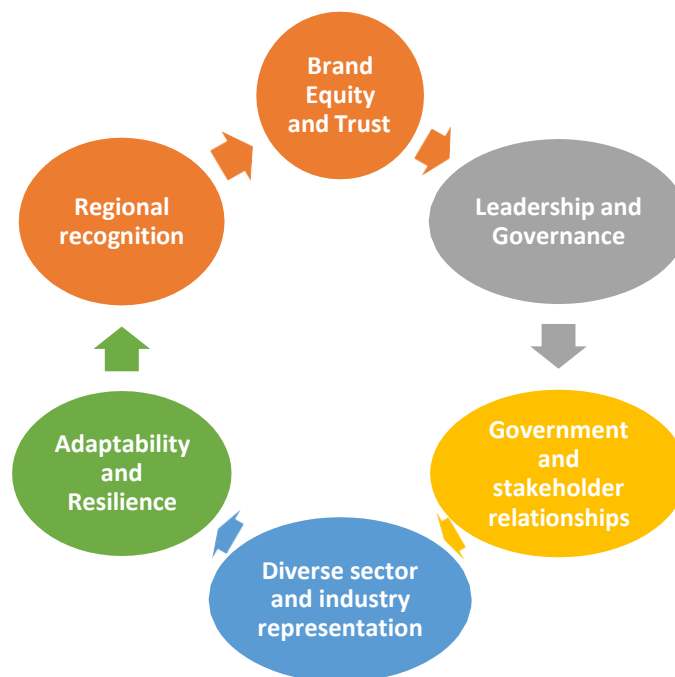 Brand
Equity
and Trust
Leadership and
Governance
Government
and
stakeholder
relationships
Diverse sector
and industry
representation
Adaptability
and
Resilience
Regional
recognition